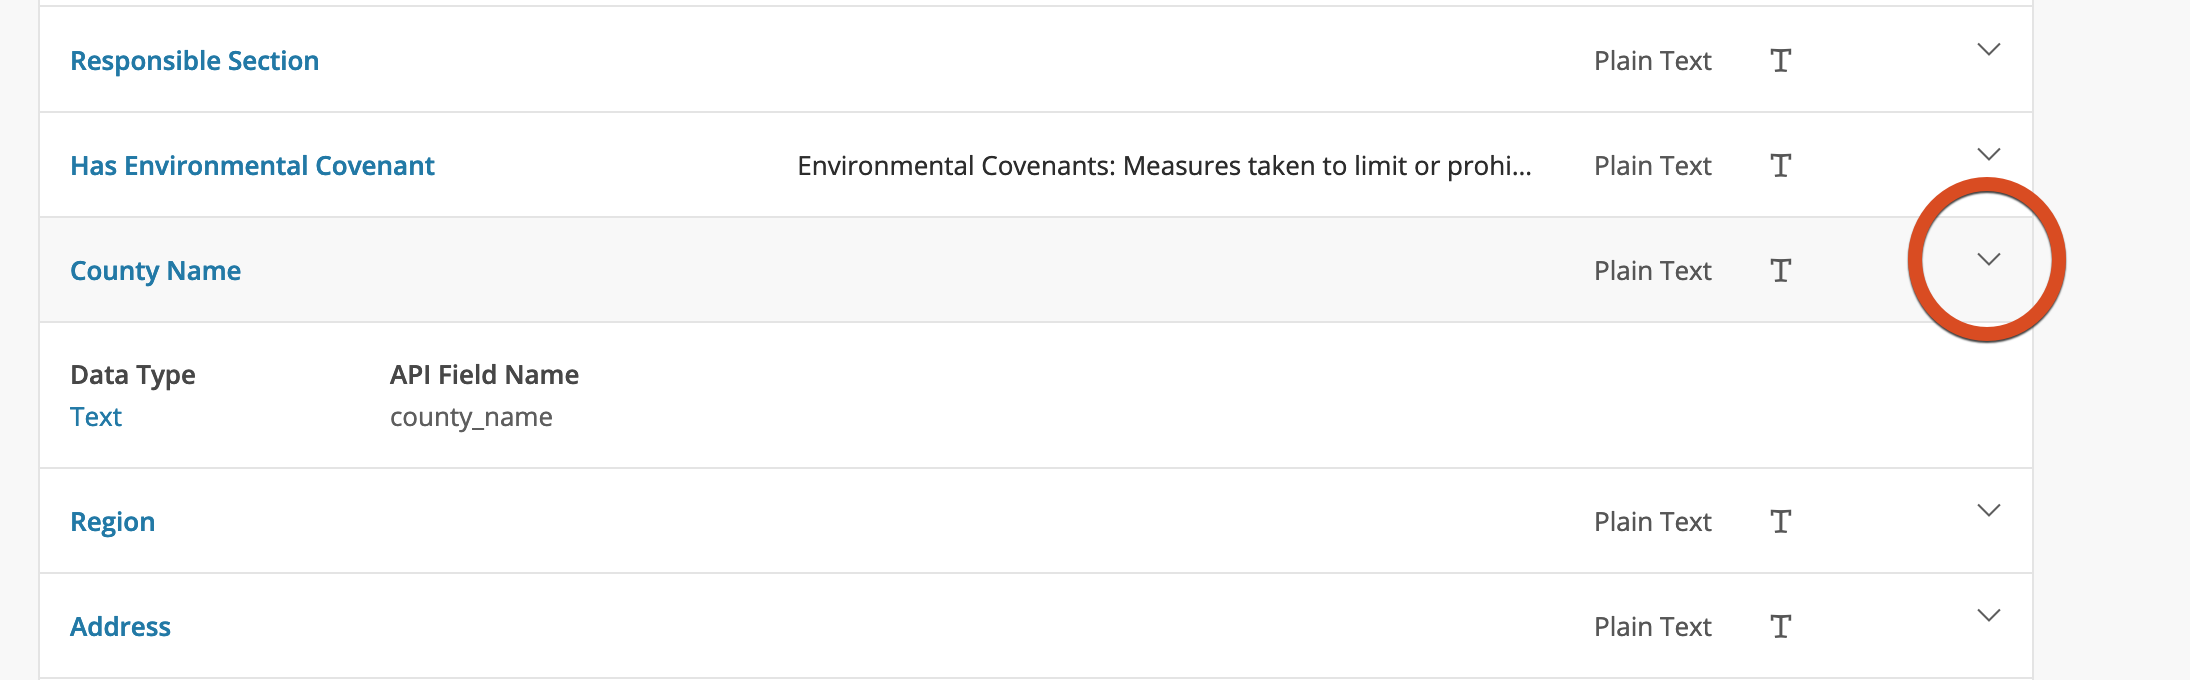 Responsible Section Plain Text T
Has Environmental Covenant Environmental Covenants: Measures taken to limit or prohi... Plain Text T
County Name Plain Text T
Data Type API Field Name
Text county_name
Region Plain Text T
Address Plain Text T